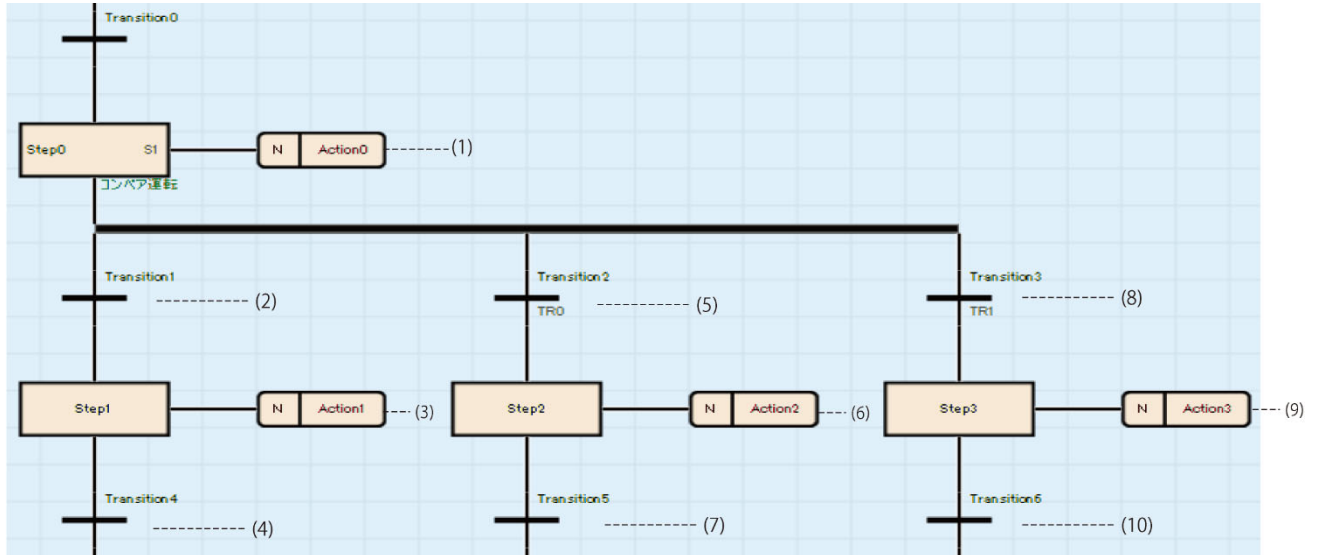 Transition0
Step0 S1 N Action0 (1)
コンベア運転
Transition1 Transition2 Transition3
(2) (5) (8)
TR0 TR1
Step1 N Action1 (3) Step2 N Action2 (6) Step3 N Action3 (9)
Transition4 Transition5 Transition6
(4) (7) (10)